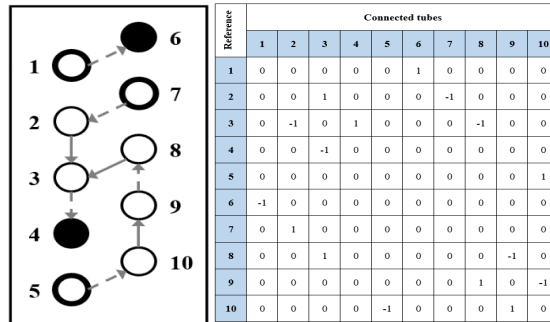 1
6
7
2
8
3
9
4
10
5
Reference
Connected tubes
1 2 3 4 5 6 7 8 9 10
1 0 0 0 0 0 1 0 0 0 0
2 0 0 1 0 0 0 -1 0 0 0
3 0 -1 0 1 0 0 0 -1 0 0
4 0 0 -1 0 0 0 0 0 0 0
5 0 0 0 0 0 0 0 0 0 1
6 -1 0 0 0 0 0 0 0 0 0
7 0 1 0 0 0 0 0 0 0 0
8 0 0 1 0 0 0 0 0 -1 0
9 0 0 0 0 0 0 0 1 0 -1
10 0 0 0 0 -1 0 0 0 1 0